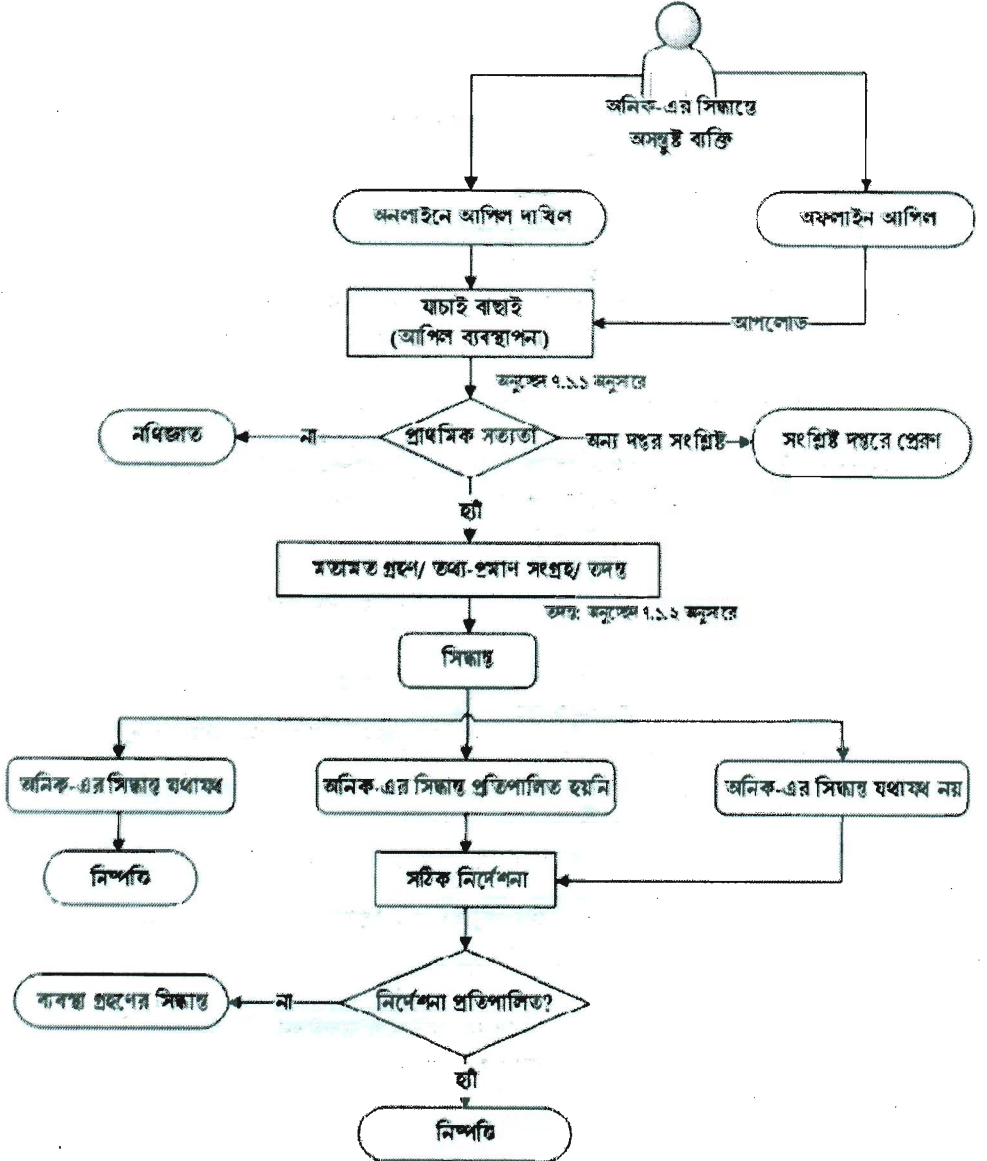 অনিক-এর সিদ্ধান্তে
অসন্তুষ্ট ব্যক্তি
অনলাইনে আপিল দাখিল
অফলাইন আপিল
যাচাই বাছাই
(আপিল ব্যবস্থাপনা)
আপলোড
অনুচ্ছেদ ৭.১.১ অনুসারে
নথিজাত
না
প্রাথমিক সত্যতা
অন্য দপ্তর সংশ্লিষ্ট
সংশ্লিষ্ট দপ্তরে প্রেরণ
হ্যাঁ
মতামত গ্রহণ/ তথ্য-প্রমাণ সংগ্রহ/ তদন্ত
তদন্ত: অনুচ্ছেদ ৭.১.২ অনুসারে
সিদ্ধান্ত
অনিক-এর সিদ্ধান্ত যথাযথ
অনিক-এর সিদ্ধান্ত প্রতিপালিত হয়নি
অনিক-এর সিদ্ধান্ত যথাযথ নয়
নিষ্পত্তি
সঠিক নির্দেশনা
ব্যবস্থা গ্রহণের সিদ্ধান্ত
না
নির্দেশনা প্রতিপালিত?
হ্যাঁ
নিষ্পত্তি